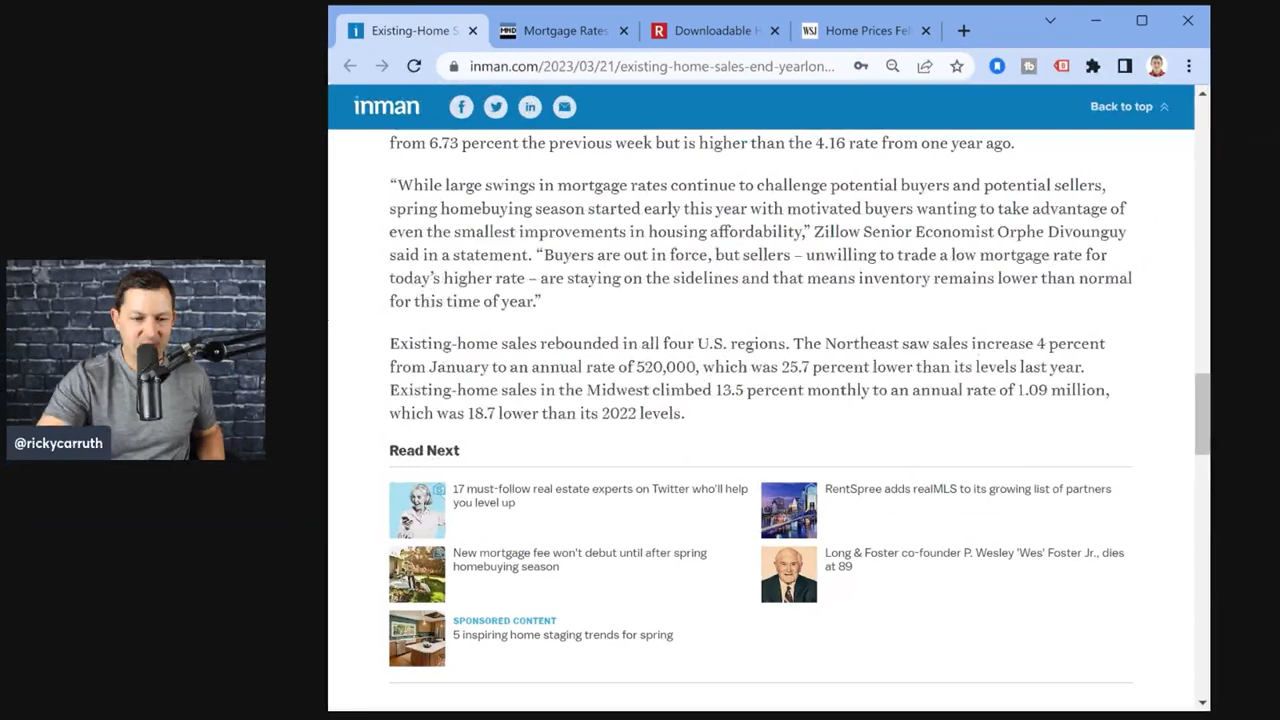 Existing-Home S
Mortgage Rates
Downloadable H
WSJ
Home Prices Fel
inman.com/2023/03/21/existing-home-sales-end-yearlon...
inman
Back to top
from 6.73 percent the previous week but is higher than the 4.16 rate from one year ago.
“While large swings in mortgage rates continue to challenge potential buyers and potential sellers,
spring homebuying season started early this year with motivated buyers wanting to take advantage of
even the smallest improvements in housing affordability,” Zillow Senior Economist Orphe Divounguy
said in a statement. “Buyers are out in force, but sellers – unwilling to trade a low mortgage rate for
today’s higher rate – are staying on the sidelines and that means inventory remains lower than normal
for this time of year.”
Existing-home sales rebounded in all four U.S. regions. The Northeast saw sales increase 4 percent
from January to an annual rate of 520,000, which was 25.7 percent lower than its levels last year.
Existing-home sales in the Midwest climbed 13.5 percent monthly to an annual rate of 1.09 million,
which was 18.7 lower than its 2022 levels.
@rickycarruth
Read Next
17 must-follow real estate experts on Twitter who'll help
you level up
RentSpree adds realMLS to its growing list of partners
New mortgage fee won't debut until after spring
homebuying season
Long & Foster co-founder P. Wesley 'Wes' Foster Jr., dies
at 89
SPONSORED CONTENT
5 inspiring home staging trends for spring